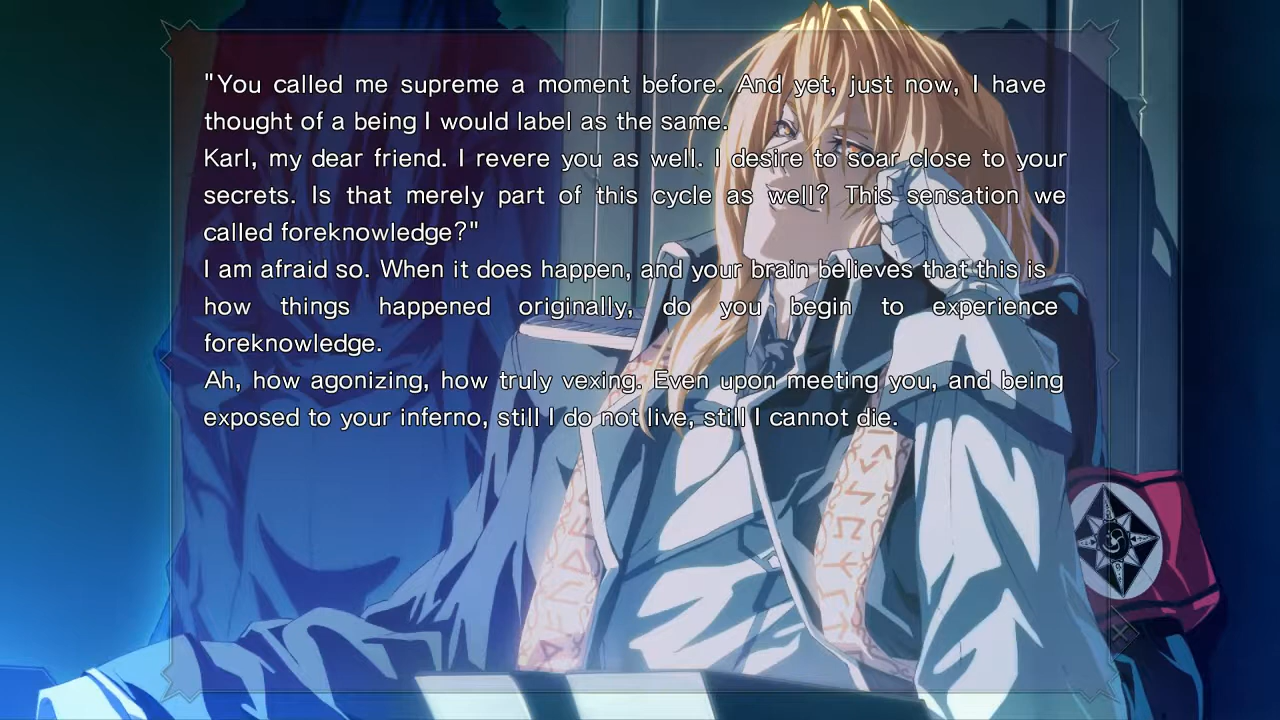 "You called me supreme a moment before. And yet, just now, I have
thought of a being I would label as the same.
Karl, my dear friend. I revere you as well. I desire to soar close to your
secrets. Is that merely part of this cycle as well? This sensation we
called foreknowledge?"
I am afraid so. When it does happen, and your brain believes that this is
how things happened originally, do you begin to experience
foreknowledge.
Ah, how agonizing, how truly vexing. Even upon meeting you, and being
exposed to your inferno, still I do not live, still I cannot die.